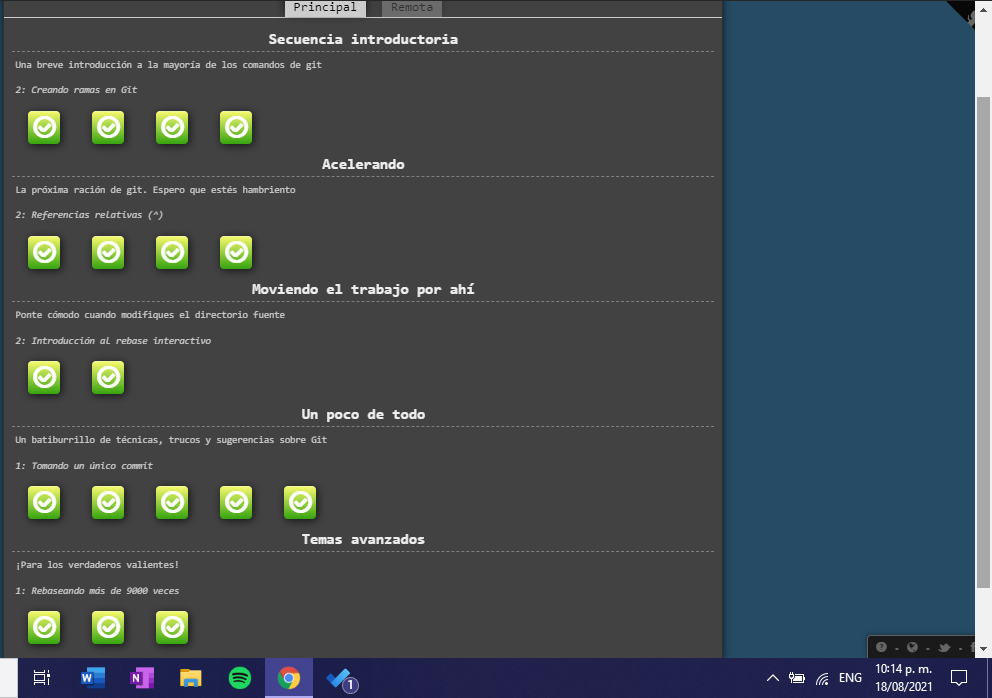 Principal
Remota
Secuencia introductoria
Una breve introducción a la mayoría de los comandos de git
2: Creando ramas en Git
Acelerando
La próxima ración de git. Espero que estés hambriento
2: Referencias relativas (^)
Moviendo el trabajo por ahí
Ponte cómodo cuando modifiques el directorio fuente
2: Introducción al rebase interactivo
Un poco de todo
Un batiburrillo de técnicas, trucos y sugerencias sobre Git
1: Tomando un único commit
Temas avanzados
¡Para los verdaderos valientes!
1: Rebaseando más de 9000 veces
W
N
1
ENG
10:14 p. m.
18/08/2021